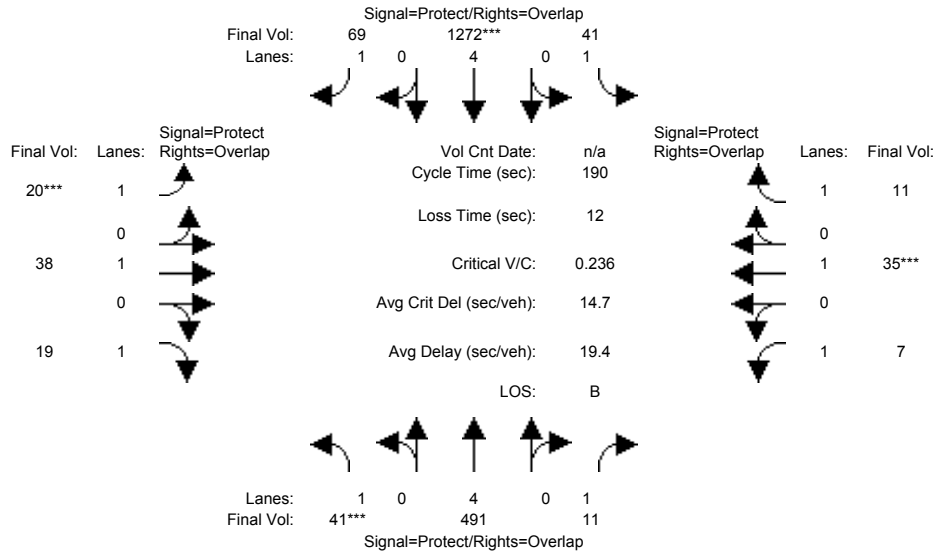 Signal=Protect/Rights=Overlap
Final Vol: 69 1272*** 41
Lanes: 1 0 4 0 1
Signal=Protect
Final Vol: Lanes: Rights=Overlap
Vol Cnt Date: n/a
Signal=Protect
Rights=Overlap Lanes: Final Vol:
Cycle Time (sec): 190
20*** 1
1 11
Loss Time (sec): 12
0
0
38 1
Critical V/C: 0.236
1 35***
0
Avg Crit Del (sec/veh): 14.7
0
19 1
Avg Delay (sec/veh): 19.4
1 7
LOS: B
Lanes: 1 0 4 0 1
Final Vol: 41*** 491 11
Signal=Protect/Rights=Overlap